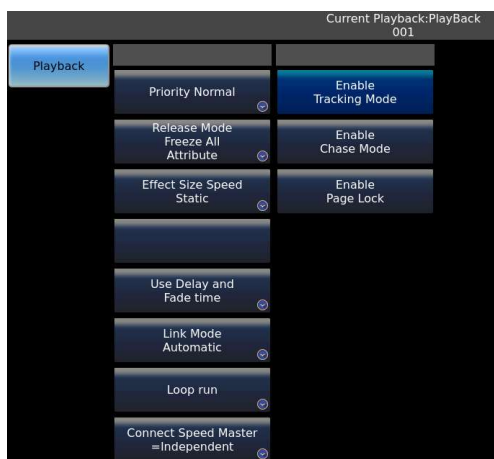 Current Playback:PlayBack
001
Playback
Priority Normal
Release Mode
Freeze All
Attribute
Effect Size Speed
Static
Use Delay and
Fade time
Link Mode
Automatic
Loop run
Connect Speed Master
=Independent
Enable
Tracking Mode
Enable
Chase Mode
Enable
Page Lock